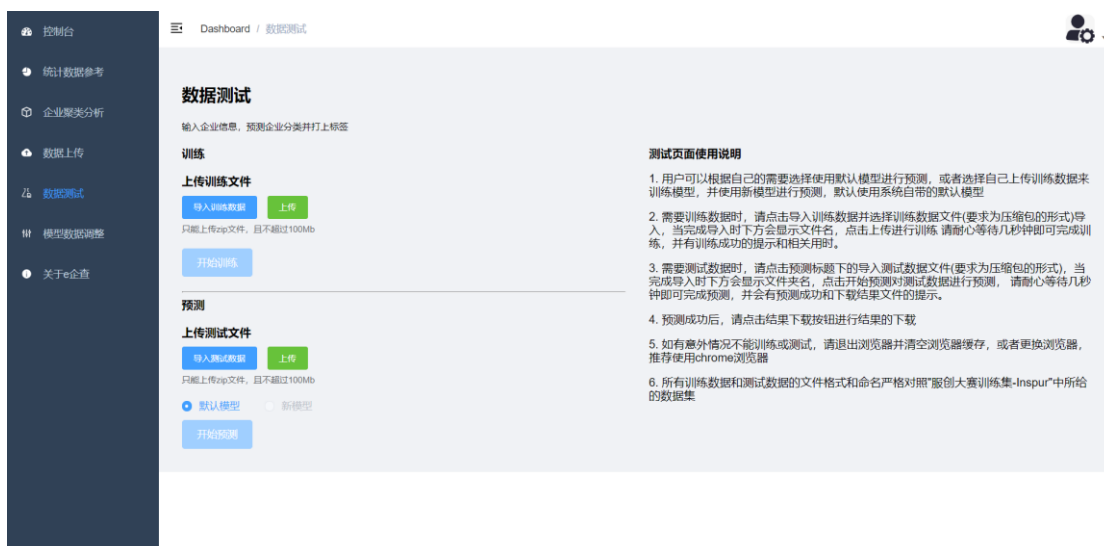 控制台
统计数据参考
企业聚类分析
数据上传
数据测试
模型数据调整
关于e企查
Dashboard / 数据测试
数据测试
输入企业信息，预测企业分类并打上标签
训练
上传训练文件
导入训练数据 上传
只能上传zip文件，且不超过100Mb
开始训练
预测
上传测试文件
导入测试数据 上传
只能上传zip文件，且不超过100Mb
默认模型 新模型
开始预测
测试页面使用说明
1. 用户可以根据自己的需要选择使用默认模型进行预测，或者选择自己上传训练数据来
训练模型，并使用新模型进行预测，默认使用系统自带的默认模型
2. 需要训练数据时，请点击导入训练数据并选择训练数据文件(要求为压缩包的形式)导
入，当完成导入时下方会显示文件名，点击上传进行训练 请耐心等待几秒钟即可完成训
练，并有训练成功的提示和相关用时。
3. 需要测试数据时，请点击预测标题下的导入测试数据文件(要求为压缩包的形式)，当
完成导入时下方会显示文件夹名，点击开始预测对测试数据进行预测， 请耐心等待几秒
钟即可完成预测，并会有预测成功和下载结果文件的提示。
4. 预测成功后，请点击结果下载按钮进行结果的下载
5. 如有意外情况不能训练或测试，请退出浏览器并清空浏览器缓存，或者更换浏览器，
推荐使用chrome浏览器
6. 所有训练数据和测试数据的文件格式和命名严格对照"服创大赛训练集-Inspur"中所给
的数据集